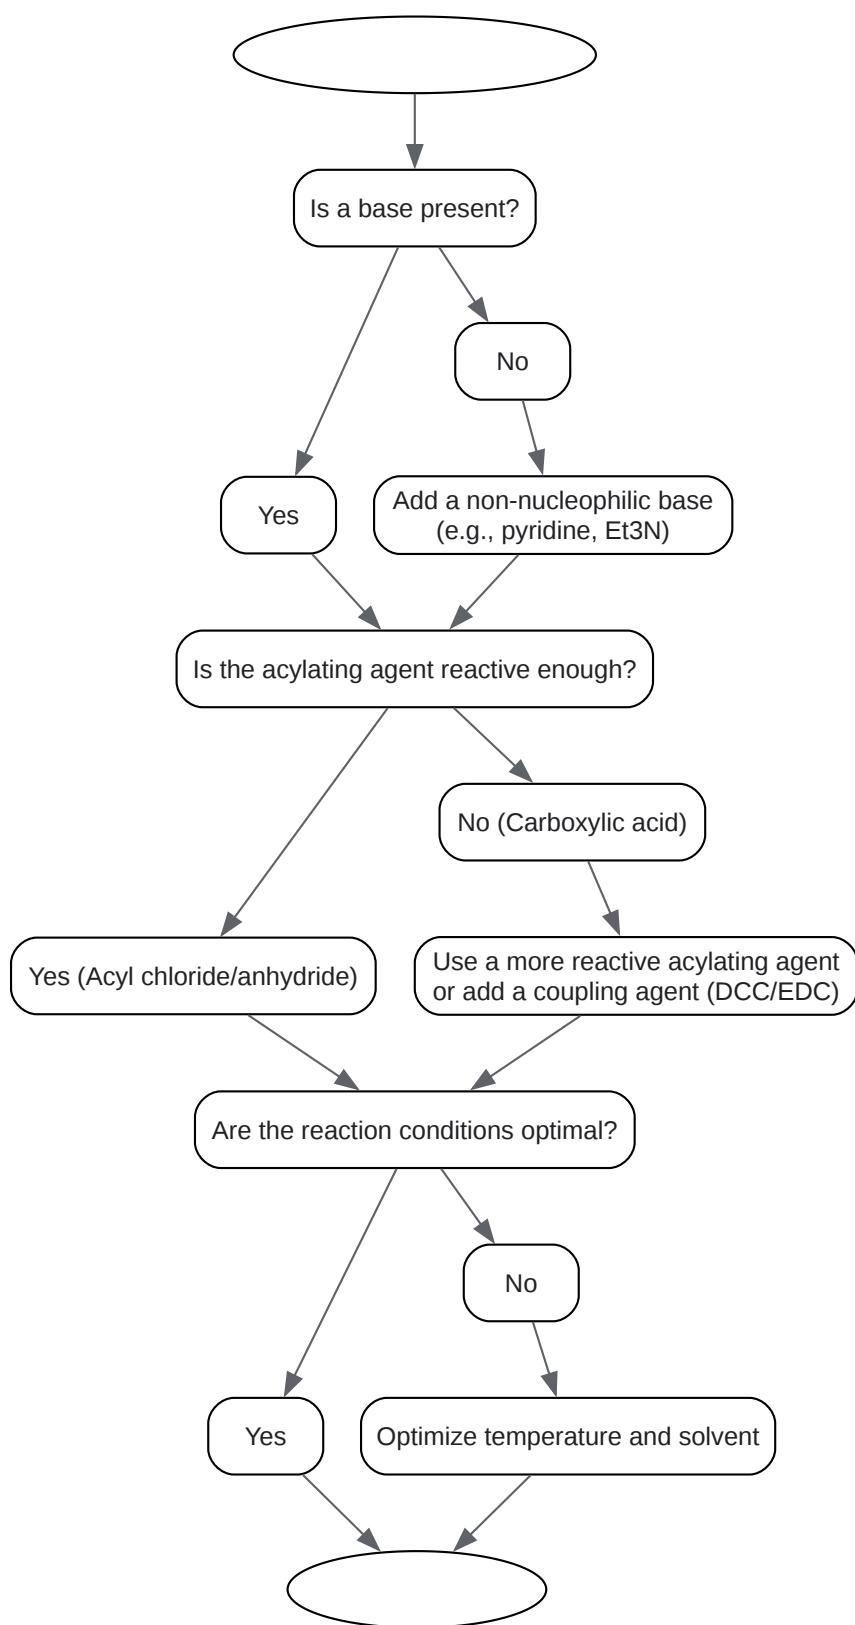 Is a base present?
No
Yes
Add a non-nucleophilic base
(e.g., pyridine, Et3N)
Is the acylating agent reactive enough?
No (Carboxylic acid)
Yes (Acyl chloride/anhydride)
Use a more reactive acylating agent
or add a coupling agent (DCC/EDC)
Are the reaction conditions optimal?
No
Yes
Optimize temperature and solvent